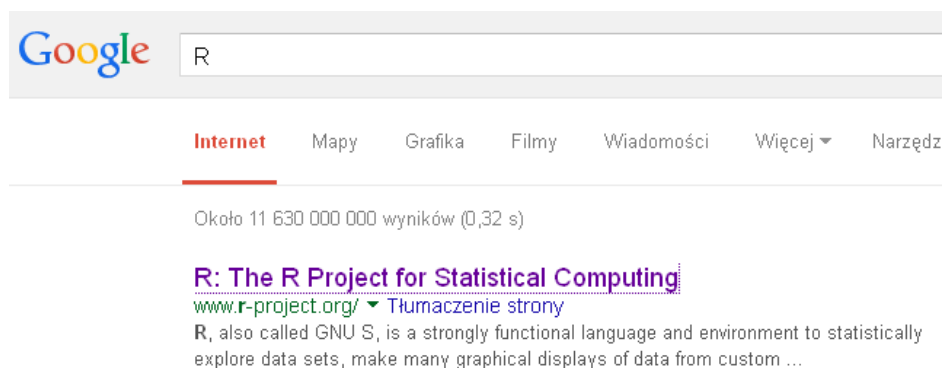 Google R
Internet Mapy Grafika Filmy Wiadomości Więcej Narzędz
Około 11 630 000 000 wyników (0,32 s)
R: The R Project for Statistical Computing
www.r-project.org/ Tłumaczenie strony
R, also called GNU S, is a strongly functional language and environment to statistically
explore data sets, make many graphical displays of data from custom ...